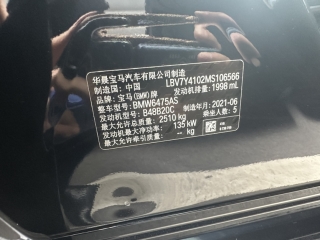 华晨宝马汽车有限公司制造
制造国：中国 LBV7Y4102MS106566
品牌：宝马(BMW)牌 发动机排量：1998 mL
整车型号：BMW6475AS
发动机型号：B48B20C 制造年月：2021-06
最大允许总质量：2510 kg 乘坐人数：5
发动机最大净功率：135 kW
最大允许牵引质量：-- kg